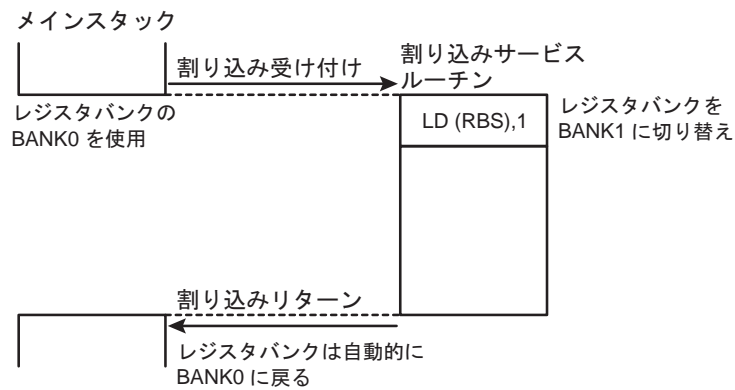 メインスタック
割り込み受け付け
割り込みサービス
ルーチン
レジスタバンクの
BANK0 を使用
LD (RBS),1
レジスタバンクを
BANK1 に切り替え
割り込みリターン
レジスタバンクは自動的に
BANK0 に戻る